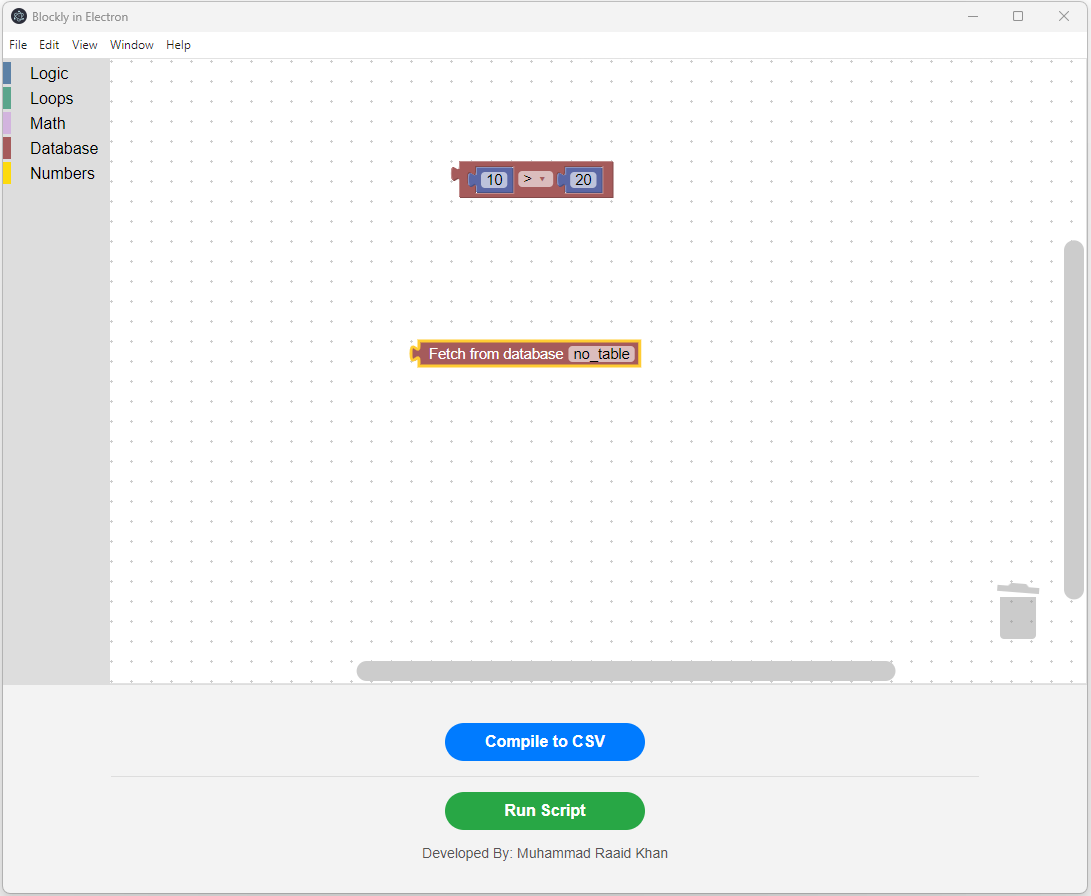 Blockly in Electron
File Edit View Window Help
Logic
Loops
Math
Database
Numbers
10 > 20
Fetch from database no_table
Compile to CSV
Run Script
Developed By: Muhammad Raaid Khan